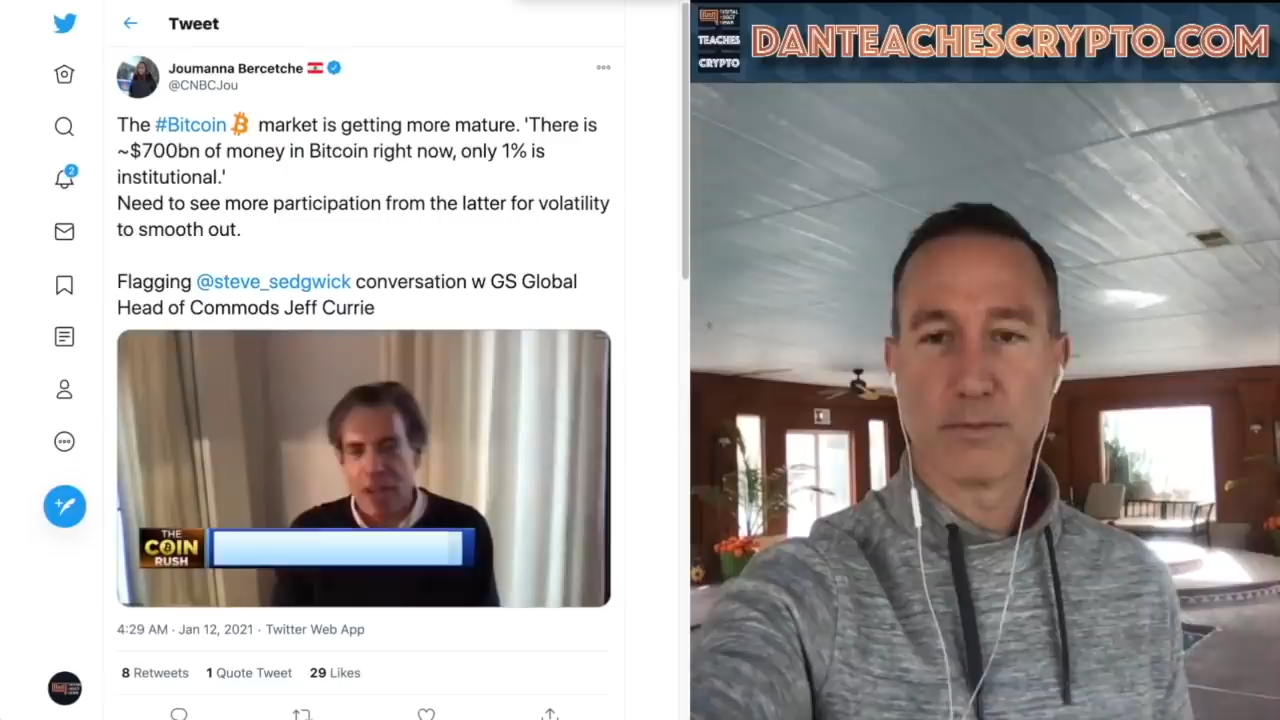 Tweet
Joumanna Bercetche
@CNBCJou
The #Bitcoin market is getting more mature. 'There is
~$700bn of money in Bitcoin right now, only 1% is
institutional.'
Need to see more participation from the latter for volatility
to smooth out.
Flagging @steve_sedgwick conversation w GS Global
Head of Commods Jeff Currie
THE
COIN
RUSH
4:29 AM · Jan 12, 2021 · Twitter Web App
8 Retweets 1 Quote Tweet 29 Likes
2
TEACHES
CRYPTO
DANTEACHESCRYPTO.COM